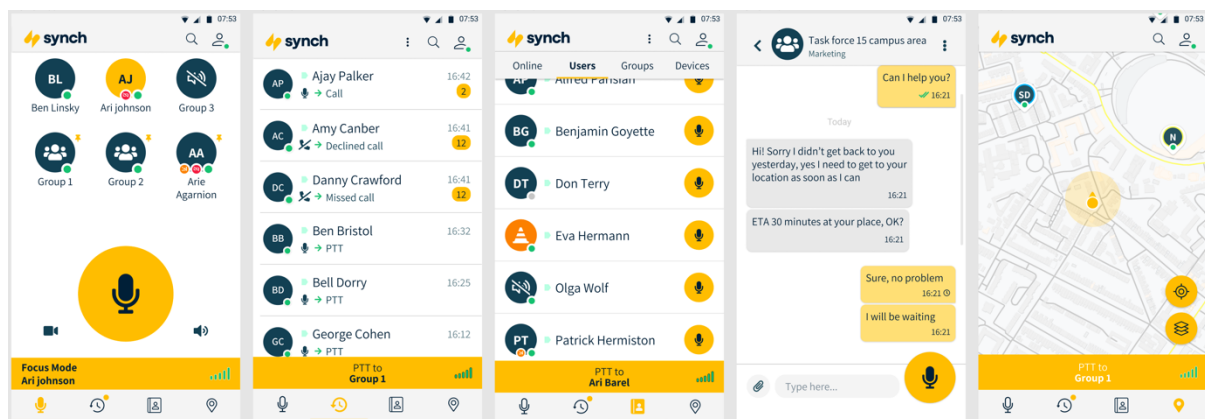 07:53
synch
BL
AJ
Ben Linsky
Ari johnson
Group 3
AA
Group 1
Group 2
Arie
Agarnion
Focus Mode
Ari johnson
07:53
synch
AP
Ajay Palker
16:42
Call
2
AC
Amy Canber
16:41
Declined call
12
DC
Danny Crawford
16:41
Missed call
12
BB
Ben Bristol
16:32
PTT
BD
Bell Dorry
16:25
PTT
GC
George Cohen
16:12
PTT
PTT to
Group 1
07:53
synch
Online
Users
Groups
Devices
AP
Alfred Parisian
BG
Benjamin Goyette
DT
Don Terry
Eva Hermann
Olga Wolf
PT
Patrick Hermiston
PTT to
Ari Barel
07:53
Task force 15 campus area
Marketing
Can I help you?
16:21
Today
Hi! Sorry I didn't get back to you
yesterday, yes I need to get to your
location as soon as I can
16:21
ETA 30 minutes at your place, OK?
16:21
Sure, no problem
16:21
I will be waiting
16:21
Type here...
07:53
synch
SD
N
PTT to
Group 1